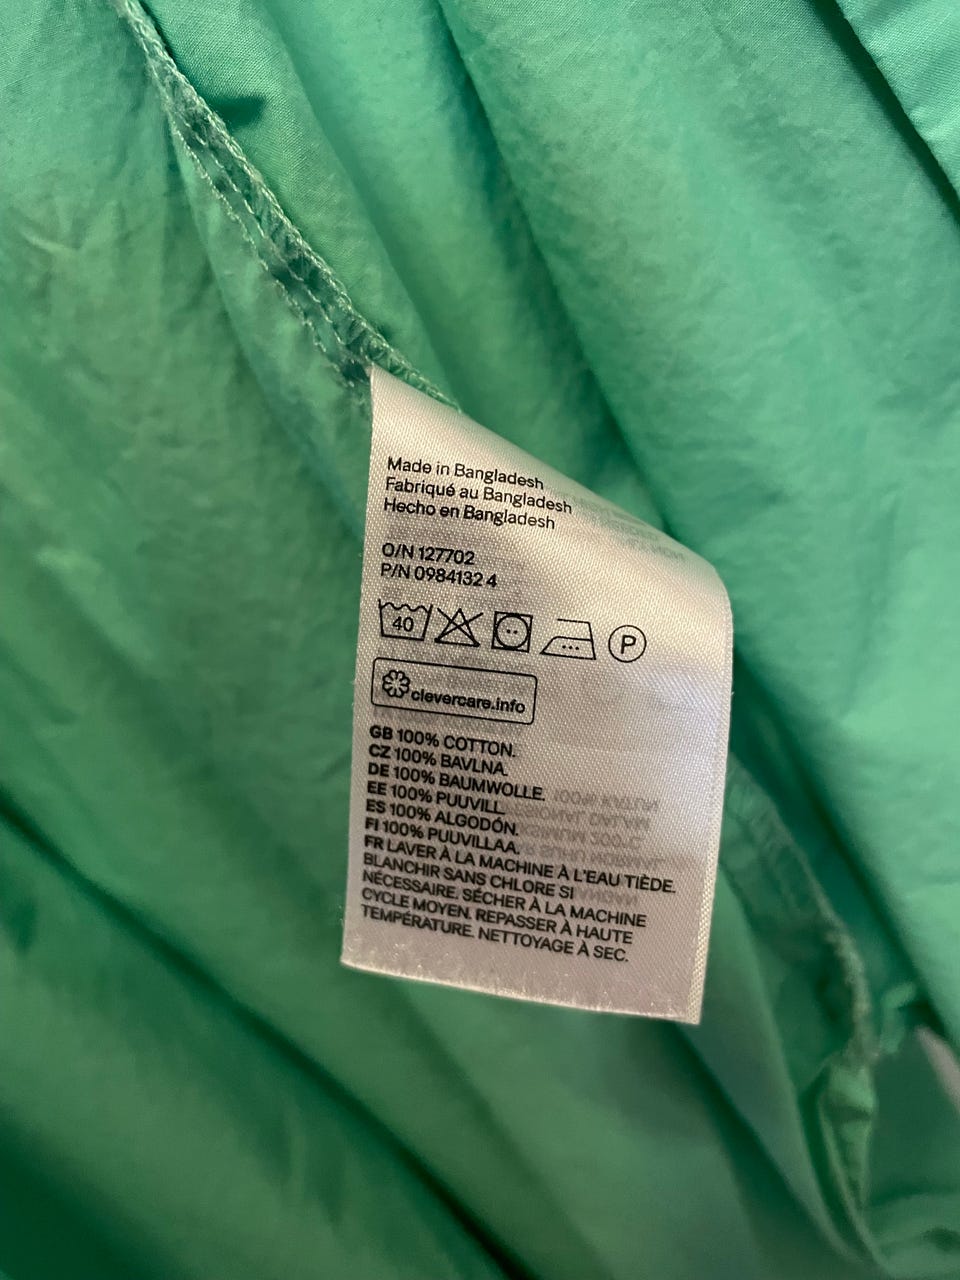 Made in Bangladesh
Fabriqué au Bangladesh
Hecho en Bangladesh
O/N 127702
P/N 0984132 4
40
P
clevercare.info
GB 100% COTTON.
CZ 100% BAVLNA.
DE 100% BAUMWOLLE.
EE 100% PUUVILL.
ES 100% ALGODÓN.
FI 100% PUUVILLAA.
FR LAVER À LA MACHINE À L'EAU TIÈDE.
BLANCHIR SANS CHLORE SI
NÉCESSAIRE. SÉCHER À LA MACHINE
CYCLE MOYEN. REPASSER À HAUTE
TEMPÉRATURE. NETTOYAGE À SEC.